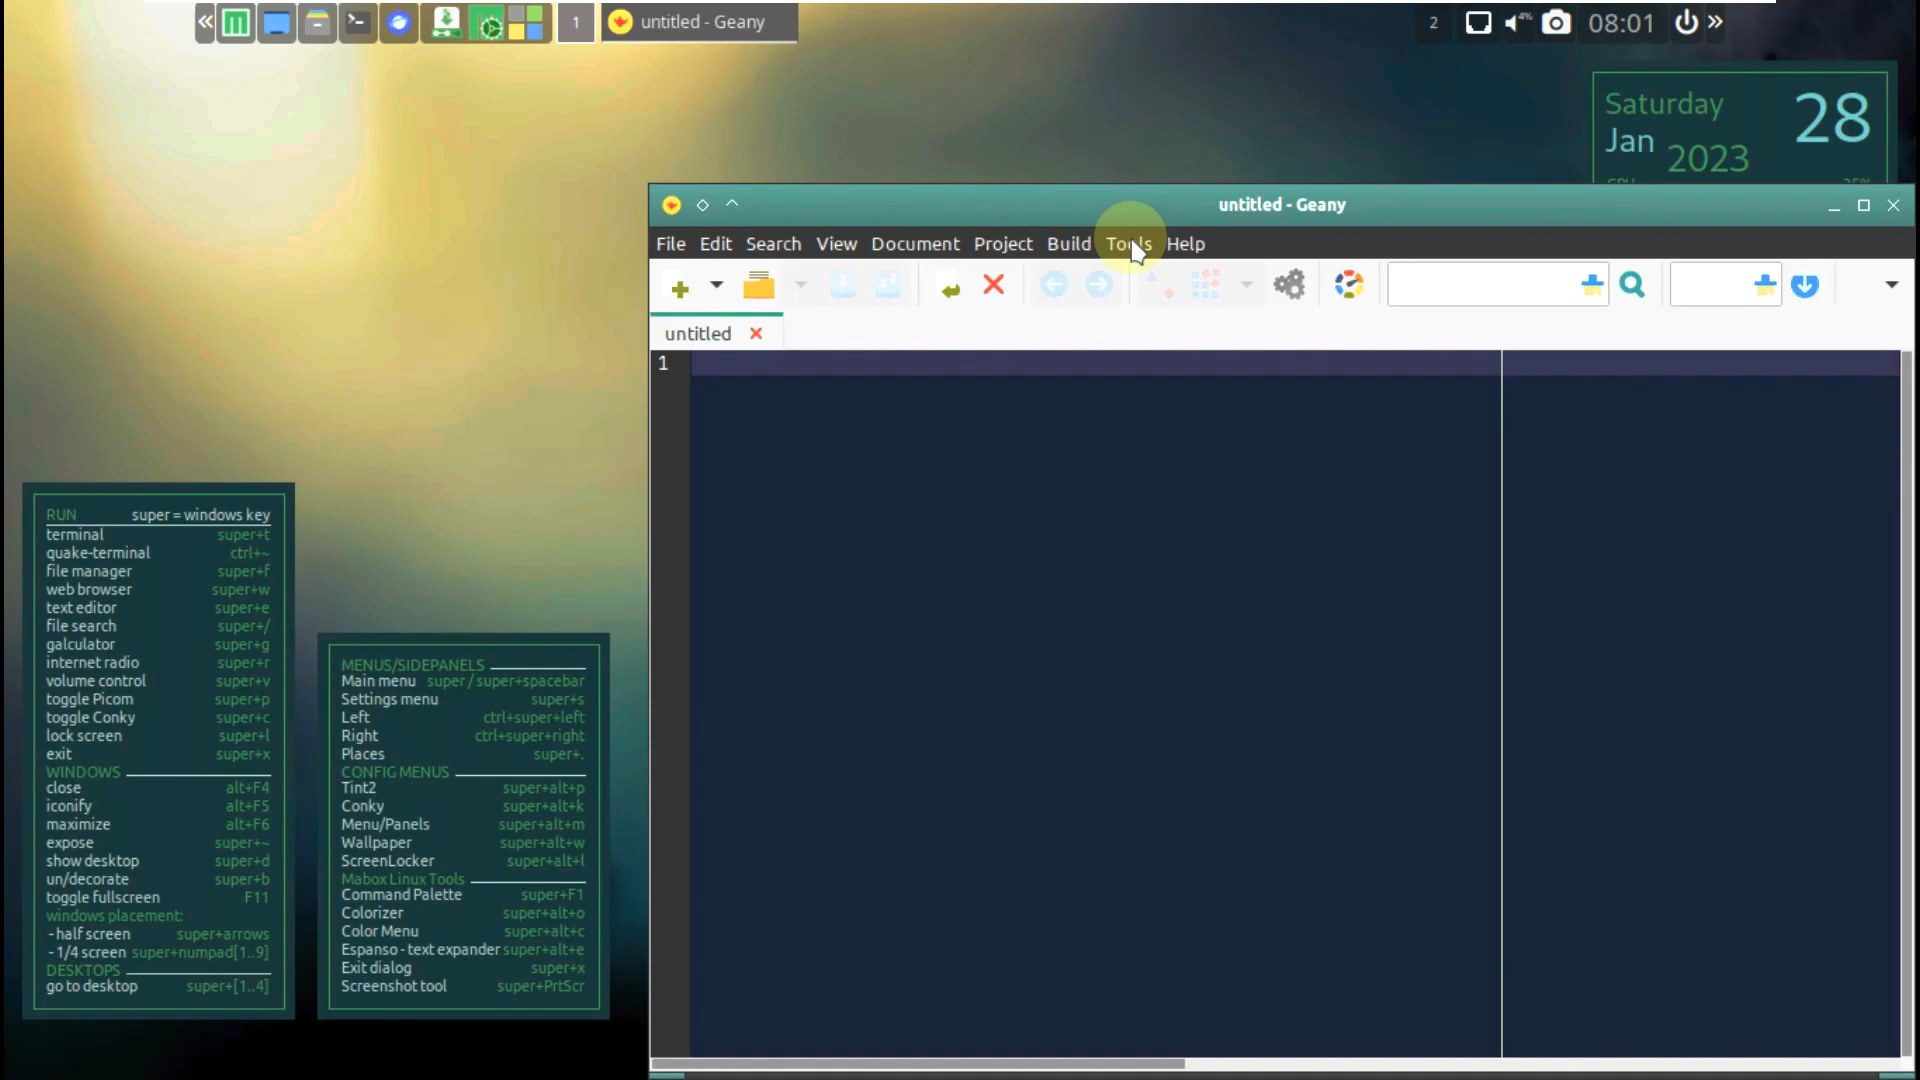 1
untitled - Geany
2
4%
08:01
Saturday
28
Jan
2023
untitled - Geany
File Edit Search View Document Project Build Tools Help
untitled
1
RUN super = windows key
terminal super+t
quake-terminal ctrl+~
file manager super+f
web browser super+w
text editor super+e
file search super+/
galculator super+g
internet radio super+r
volume control super+v
toggle Picom super+p
toggle Conky super+c
lock screen super+l
exit super+x
WINDOWS
close alt+F4
iconify alt+F5
maximize alt+F6
expose super+~
show desktop super+d
un/decorate super+b
toggle fullscreen F11
windows placement:
- half screen super+arrows
- 1/4 screen super+numpad[1..9]
DESKTOPS
go to desktop super+[1..4]
MENUS/SIDEPANELS
Main menu super / super+spacebar
Settings menu super+s
Left ctrl+super+left
Right ctrl+super+right
Places super+.
CONFIG MENUS
Tint2 super+alt+p
Conky super+alt+k
Menu/Panels super+alt+m
Wallpaper super+alt+w
ScreenLocker super+alt+l
Mabox Linux Tools
Command Palette super+F1
Colorizer super+alt+o
Color Menu super+alt+c
Espanso - text expander super+alt+e
Exit dialog super+x
Screenshot tool super+PrtScr